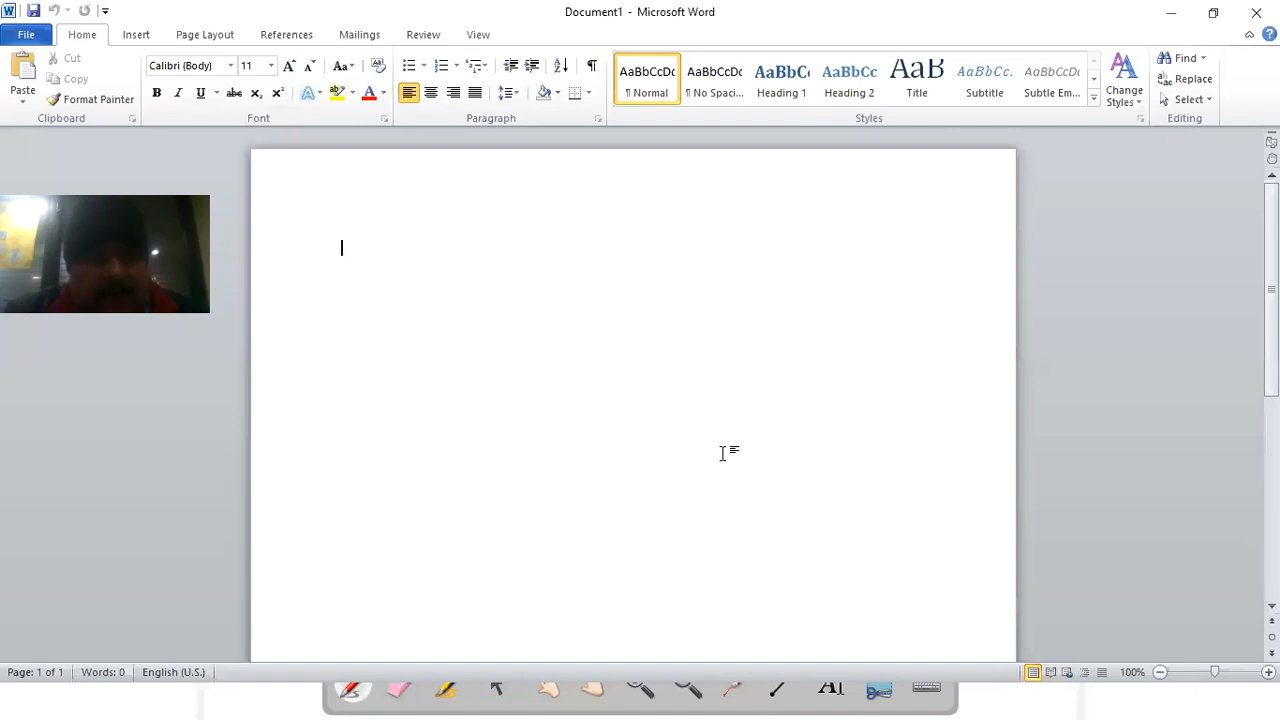 Document1 - Microsoft Word
File Home Insert Page Layout References Mailings Review View
Paste
Cut
Copy
Format Painter
Clipboard
Calibri (Body) 11
Font
Paragraph
AaBbCcDc AaBbCcDc AaBbC AaBbCc AaB AaBbCc. AaBbCcDc
¶ Normal ¶ No Spaci... Heading 1 Heading 2 Title Subtitle Subtle Em...
Change
Styles
Styles
Find
Replace
Select
Editing
Page: 1 of 1 Words: 0 English (U.S.) 100%